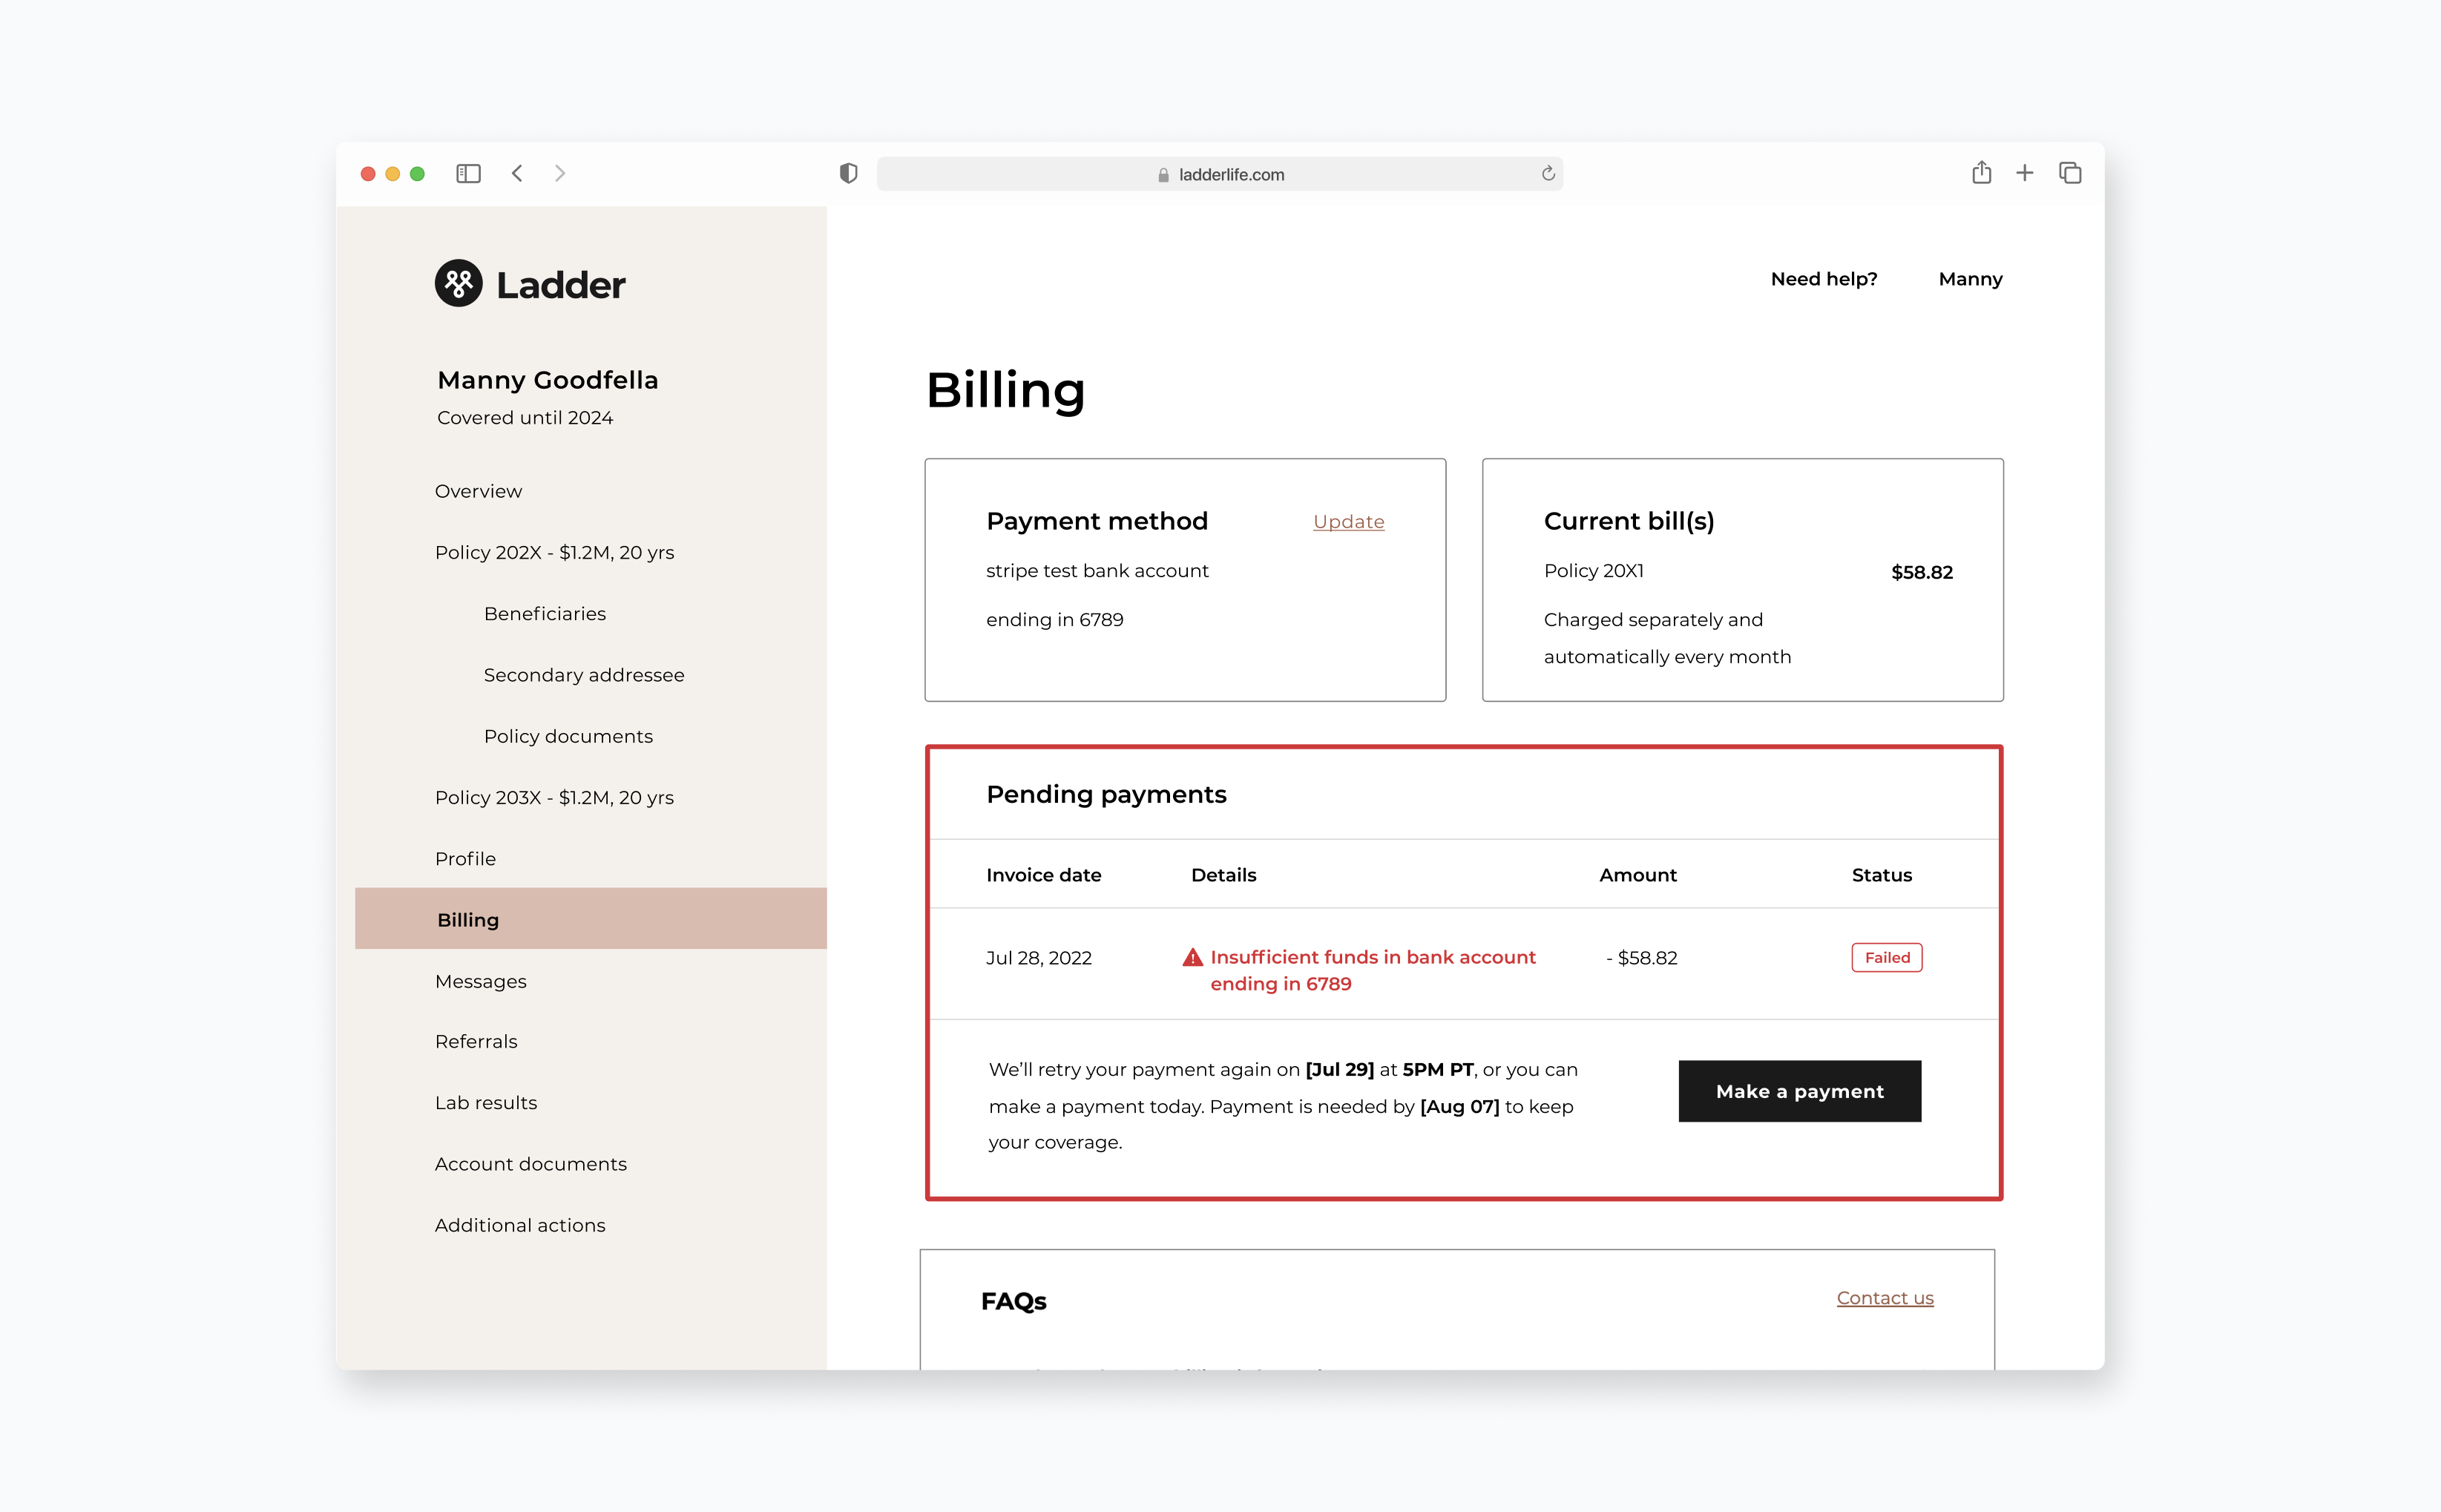 ladderlife.com
Ladder
Need help?
Manny
Manny Goodfella
Covered until 2024
Overview
Policy 202X - $1.2M, 20 yrs
Beneficiaries
Secondary addressee
Policy documents
Policy 203X - $1.2M, 20 yrs
Profile
Billing
Messages
Referrals
Lab results
Account documents
Additional actions
Billing
Payment method
Update
stripe test bank account
ending in 6789
Current bill(s)
Policy 20X1
$58.82
Charged separately and
automatically every month
Pending payments
Invoice date
Details
Amount
Status
Jul 28, 2022
Insufficient funds in bank account
ending in 6789
- $58.82
Failed
We’ll retry your payment again on [Jul 29] at 5PM PT, or you can
make a payment today. Payment is needed by [Aug 07] to keep
your coverage.
Make a payment
FAQs
Contact us